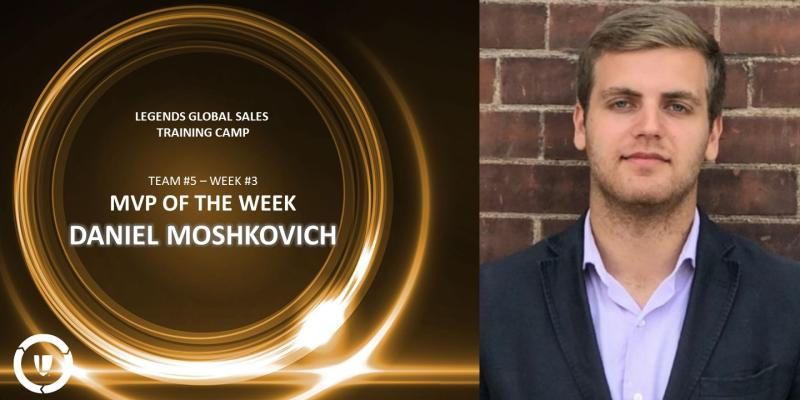 LEGENDS GLOBAL SALES
TRAINING CAMP
TEAM #5 – WEEK #3
MVP OF THE WEEK
DANIEL MOSHKOVICH